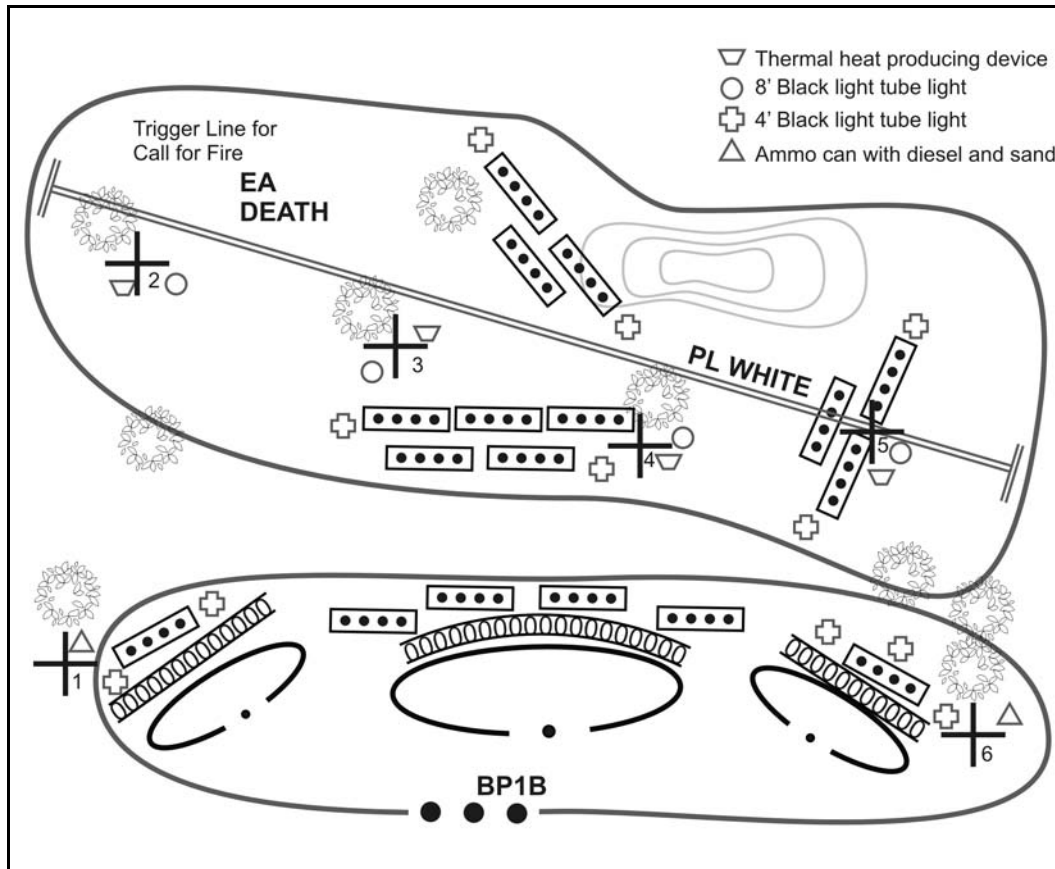 Thermal heat producing device
8' Black light tube light
4' Black light tube light
Ammo can with diesel and sand
Trigger Line for
Call for Fire
EA
DEATH
2
3
PL WHITE
4
5
1
6
BP1B